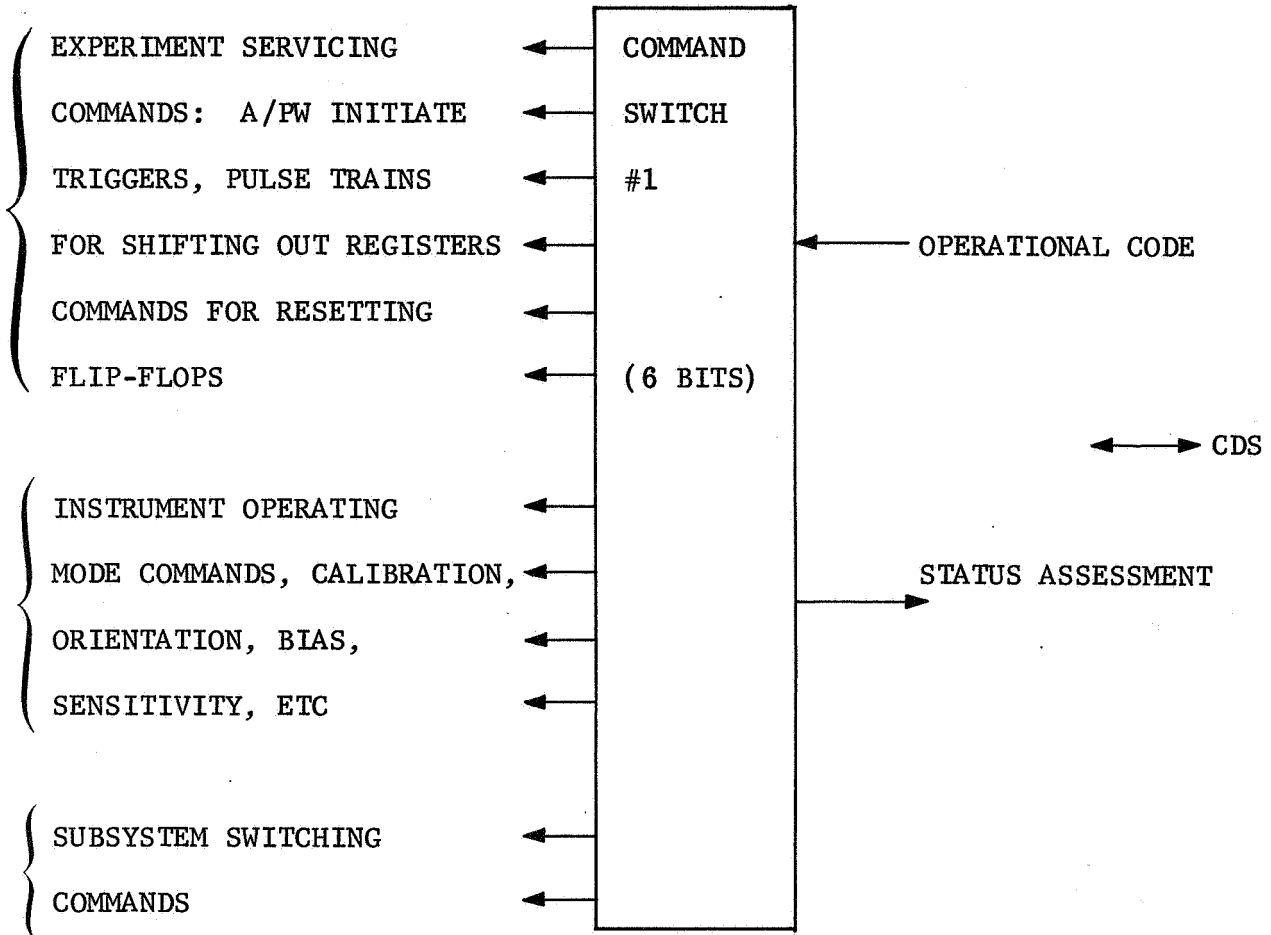 EXPERIMENT SERVICING
COMMANDS: A/PW INITIATE
TRIGGERS, PULSE TRAINS
FOR SHIFTING OUT REGISTERS
COMMANDS FOR RESETTING
FLIP-FLOPS
INSTRUMENT OPERATING
MODE COMMANDS, CALIBRATION,
ORIENTATION, BIAS,
SENSITIVITY, ETC
SUBSYSTEM SWITCHING
COMMANDS
COMMAND
SWITCH
#1
(6 BITS)
OPERATIONAL CODE
CDS
STATUS ASSESSMENT